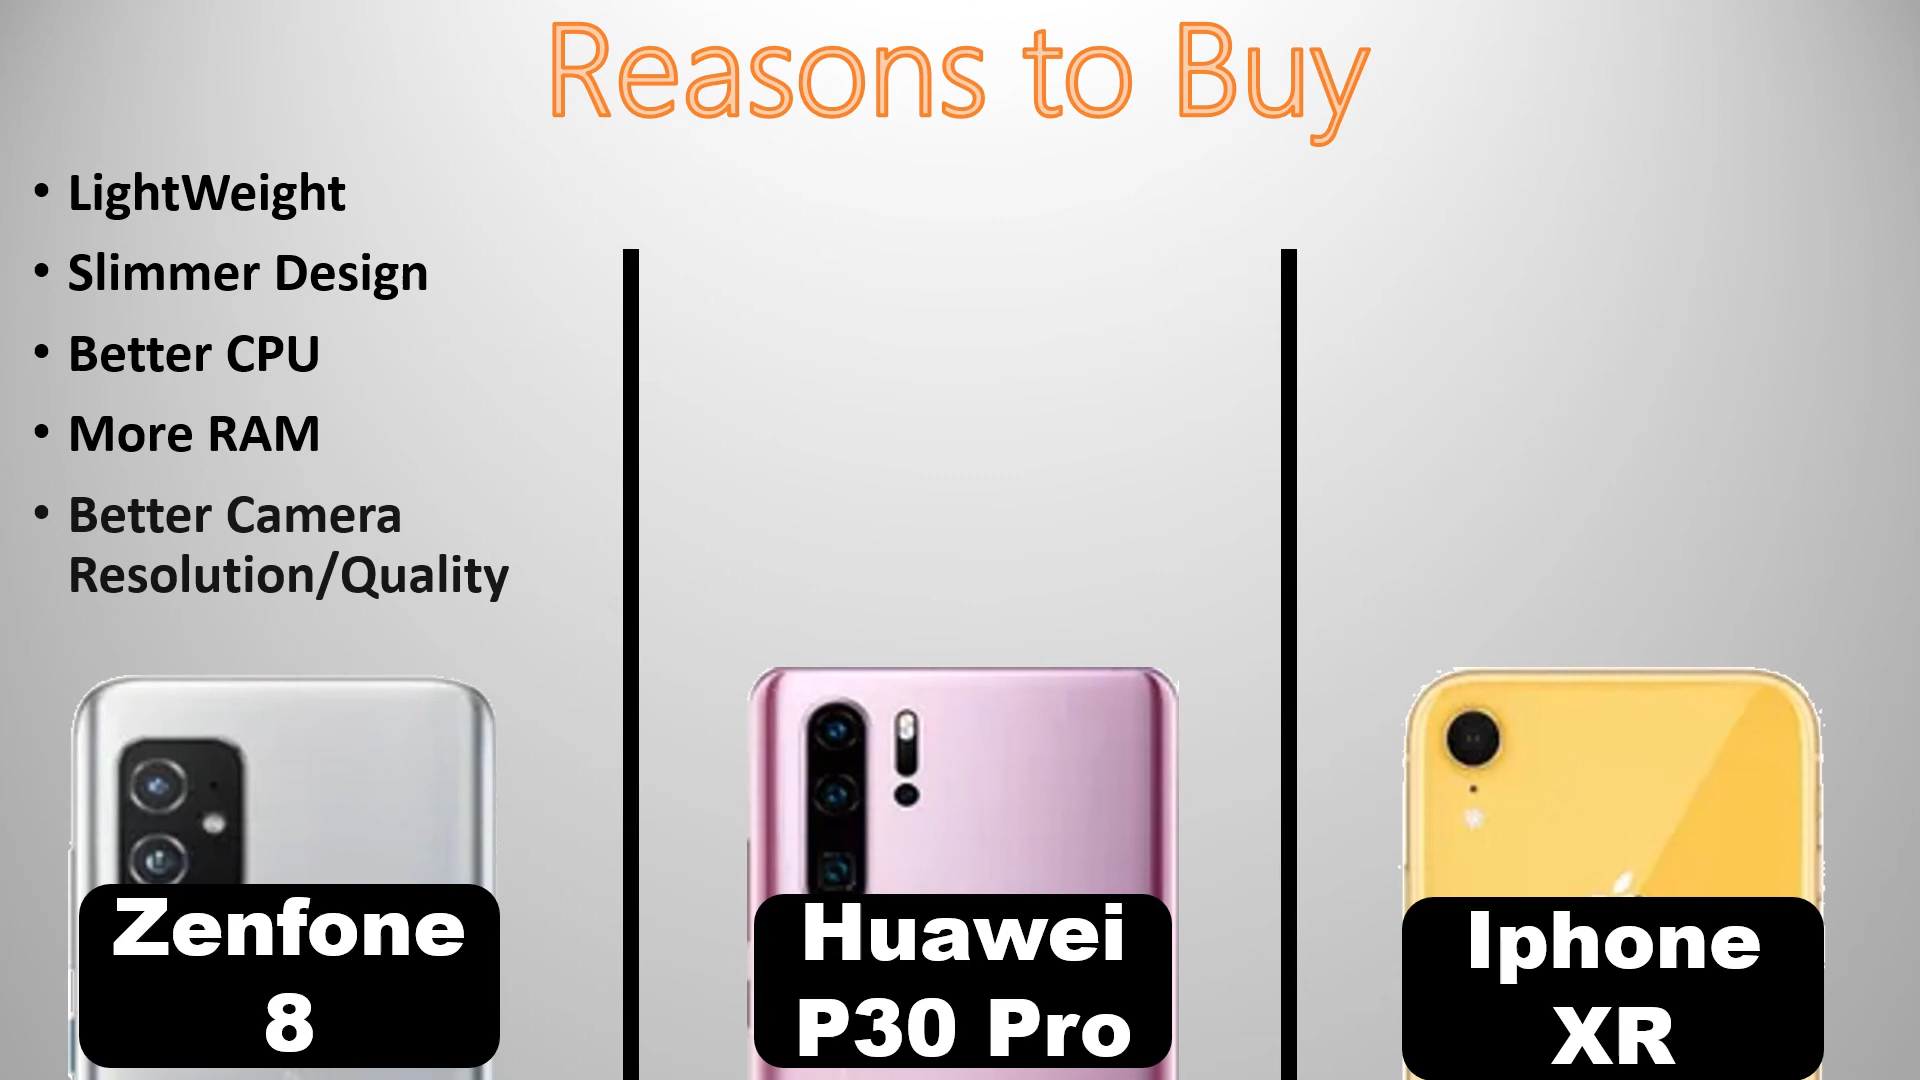 Reasons to Buy
• LightWeight
• Slimmer Design
• Better CPU
• More RAM
• Better Camera
Resolution/Quality
Zenfone
8
Huawei
P30 Pro
Iphone
XR